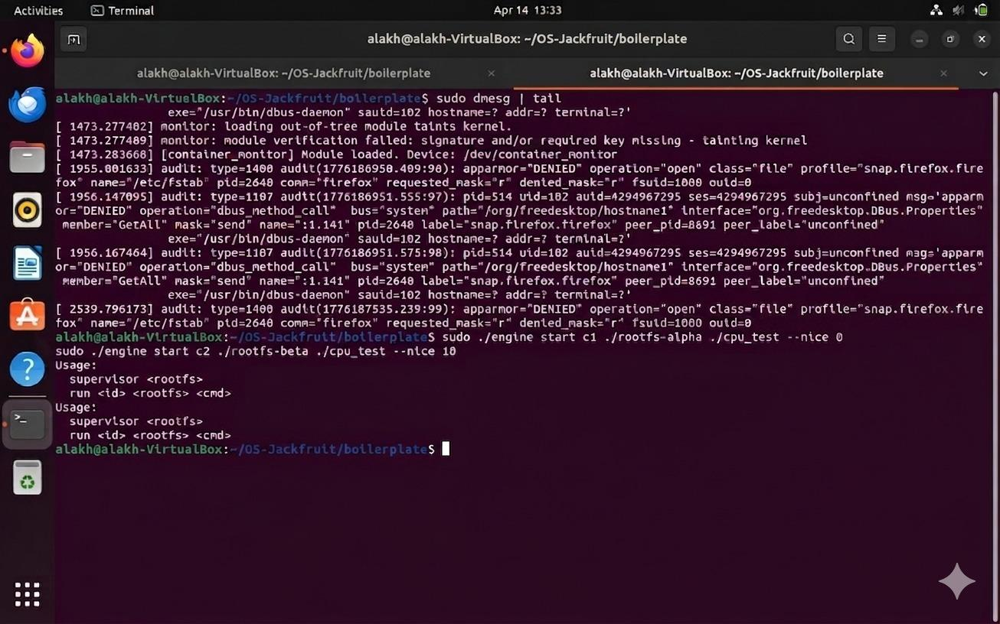 Activities
Terminal
Apr 14 13:33
alakh@alakh-VirtualBox: ~/OS-Jackfruit/boilerplate
alakh@alakh-VirtualBox: ~/OS-Jackfruit/boilerplate
alakh@alakh-VirtualBox: ~/OS-Jackfruit/boilerplate
alakh@alakh-VirtualBox:~/OS-Jackfruit/boilerplate$ sudo dmesg | tail
exe="/usr/bin/dbus-daemon" sauid=102 hostname=? addr=? terminal=?'
[ 1473.277482] monitor: loading out-of-tree module taints kernel.
[ 1473.277489] monitor: module verification failed: signature and/or required key missing - tainting kernel
[ 1473.283668] [container_monitor] Module loaded. Device: /dev/container_monitor
[ 1955.001633] audit: type=1400 audit(1776186950.409:96): apparmor="DENIED" operation="open" class="file" profile="snap.firefox.fire
fox" name="/etc/fstab" pid=2640 comm="firefox" requested_mask="r" denied_mask="r" fsuid=1000 ouid=0
[ 1956.147095] audit: type=1107 audit(1776186951.555:97): pid=514 uid=102 auid=4294967295 ses=4294967295 subj=unconfined msg='apparm
or="DENIED" operation="dbus_method_call"  bus="system" path="/org/freedesktop/hostname1" interface="org.freedesktop.DBus.Properties"
member="GetAll" mask="send" name=":1.141" pid=2640 label="snap.firefox.firefox" peer_pid=8691 peer_label="unconfined"
exe="/usr/bin/dbus-daemon" sauid=102 hostname=? addr=? terminal=?'
[ 1956.167464] audit: type=1107 audit(1776186951.575:98): pid=514 uid=102 auid=4294967295 ses=4294967295 subj=unconfined msg='apparm
or="DENIED" operation="dbus_method_call"  bus="system" path="/org/freedesktop/hostname1" interface="org.freedesktop.DBus.Properties"
member="GetAll" mask="send" name=":1.141" pid=2640 label="snap.firefox.firefox" peer_pid=8691 peer_label="unconfined"
exe="/usr/bin/dbus-daemon" sauid=102 hostname=? addr=? terminal=?'
[ 2539.796173] audit: type=1400 audit(1776187535.239:99): apparmor="DENIED" operation="open" class="file" profile="snap.firefox.fire
fox" name="/etc/fstab" pid=2640 comm="firefox" requested_mask="r" denied_mask="r" fsuid=1000 ouid=0
alakh@alakh-VirtualBox:~/OS-Jackfruit/boilerplate$ sudo ./engine start c1 ./rootfs-alpha ./cpu_test --nice 0
sudo ./engine start c2 ./rootfs-beta ./cpu_test --nice 10
Usage:
supervisor <rootfs>
run <id> <rootfs> <cmd>
Usage:
supervisor <rootfs>
run <id> <rootfs> <cmd>
alakh@alakh-VirtualBox:~/OS-Jackfruit/boilerplate$